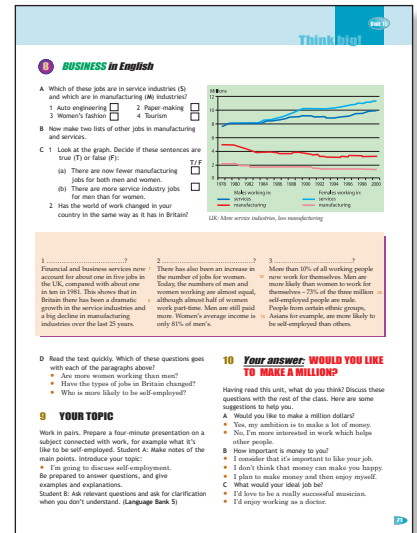 Unit 15
Think big!
8 BUSINESS in English
A Which of these jobs are in service industries (S)
and which are in manufacturing (M) industries?
1 Auto engineering
2 Paper-making
3 Women's fashion
4 Tourism
B Now make two lists of other jobs in manufacturing
and services.
C 1 Look at the graph. Decide if these sentences are
true (T) or false (F):
T/F
(a) There are now fewer manufacturing
jobs for both men and women.
(b) There are more service industry jobs
for men than for women.
2 Has the world of work changed in your
country in the same way as it has in Britain?
Millions
12
10
8
6
4
2
0
1978 1980 1982 1984 1986 1988 1990 1992 1994 1996 1998 2000
Males working in:
services
manufacturing
Females working in:
services
manufacturing
UK: More service industries, less manufacturing
1 ..............................?
Financial and business services now
account for about one in five jobs in
the UK, compared with about one
in ten in 1981. This shows that in
Britain there has been a dramatic
growth in the service industries and
a big decline in manufacturing
industries over the last 25 years.
2 ..............................?
There has also been an increase in
the number of jobs for women.
Today, the numbers of men and
women working are almost equal,
although almost half of women
work part-time. Men are still paid
more. Women's average income is
only 81% of men's.
3 ..............................?
More than 10% of all working people
now work for themselves. Men are
more likely than women to work for
themselves – 73% of the three million
self-employed people are male.
People from certain ethnic groups,
Asians for example, are more likely to
be self-employed than others.
D Read the text quickly. Which of these questions goes
with each of the paragraphs above?
• Are more women working than men?
• Have the types of jobs in Britain changed?
• Who is more likely to be self-employed?
9 YOUR TOPIC
Work in pairs. Prepare a four-minute presentation on a
subject connected with work, for example what it's
like to be self-employed. Student A: Make notes of the
main points. Introduce your topic:
• I'm going to discuss self-employment.
Be prepared to answer questions, and give
examples and explanations.
Student B: Ask relevant questions and ask for clarification
when you don't understand. (Language Bank 5)
10 Your answer: WOULD YOU LIKE
TO MAKE A MILLION?
Having read this unit, what do you think? Discuss these
questions with the rest of the class. Here are some
suggestions to help you.
A Would you like to make a million dollars?
• Yes, my ambition is to make a lot of money.
• No, I'm more interested in work which helps
other people.
B How important is money to you?
• I consider that it's important to like your job.
• I don't think that money can make you happy.
• I plan to make money and then enjoy myself.
C What would your ideal job be?
• I'd love to be a really successful musician.
• I'd enjoy working as a doctor.
71